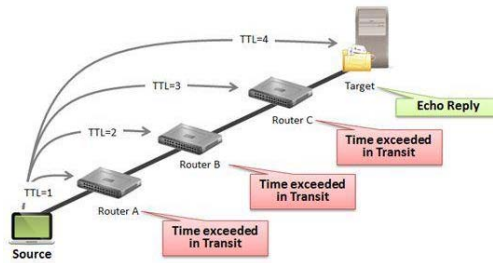 TTL=4
TTL=3
TTL=2
TTL=1
Target
Echo Reply
Router C
Time exceeded
in Transit
Router B
Time exceeded
in Transit
Router A
Time exceeded
in Transit
Source